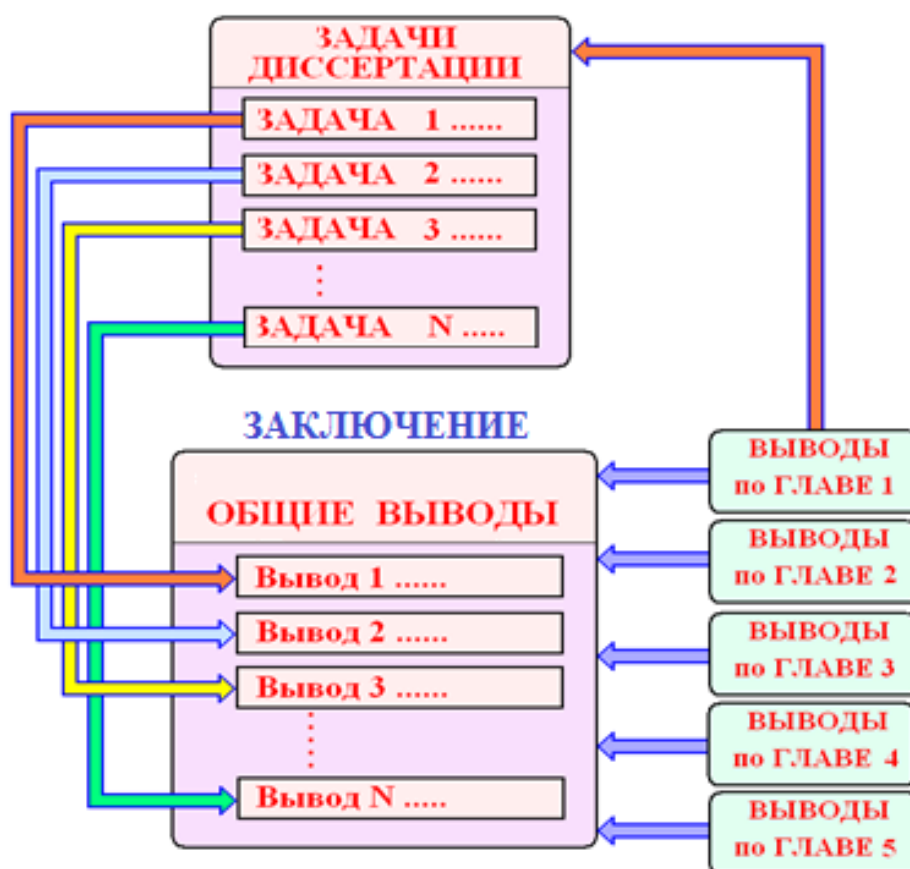 ЗАДАЧИ
ДИССЕРТАЦИИ
ЗАДАЧА 1 ......
ЗАДАЧА 2 ......
ЗАДАЧА 3 ......
ЗАДАЧА N .....
ЗАКЛЮЧЕНИЕ
ОБЩИЕ ВЫВОДЫ
Вывод 1 ......
Вывод 2 ......
Вывод 3 ......
Вывод N .....
ВЫВОДЫ
по ГЛАВЕ 1
ВЫВОДЫ
по ГЛАВЕ 2
ВЫВОДЫ
по ГЛАВЕ 3
ВЫВОДЫ
по ГЛАВЕ 4
ВЫВОДЫ
по ГЛАВЕ 5